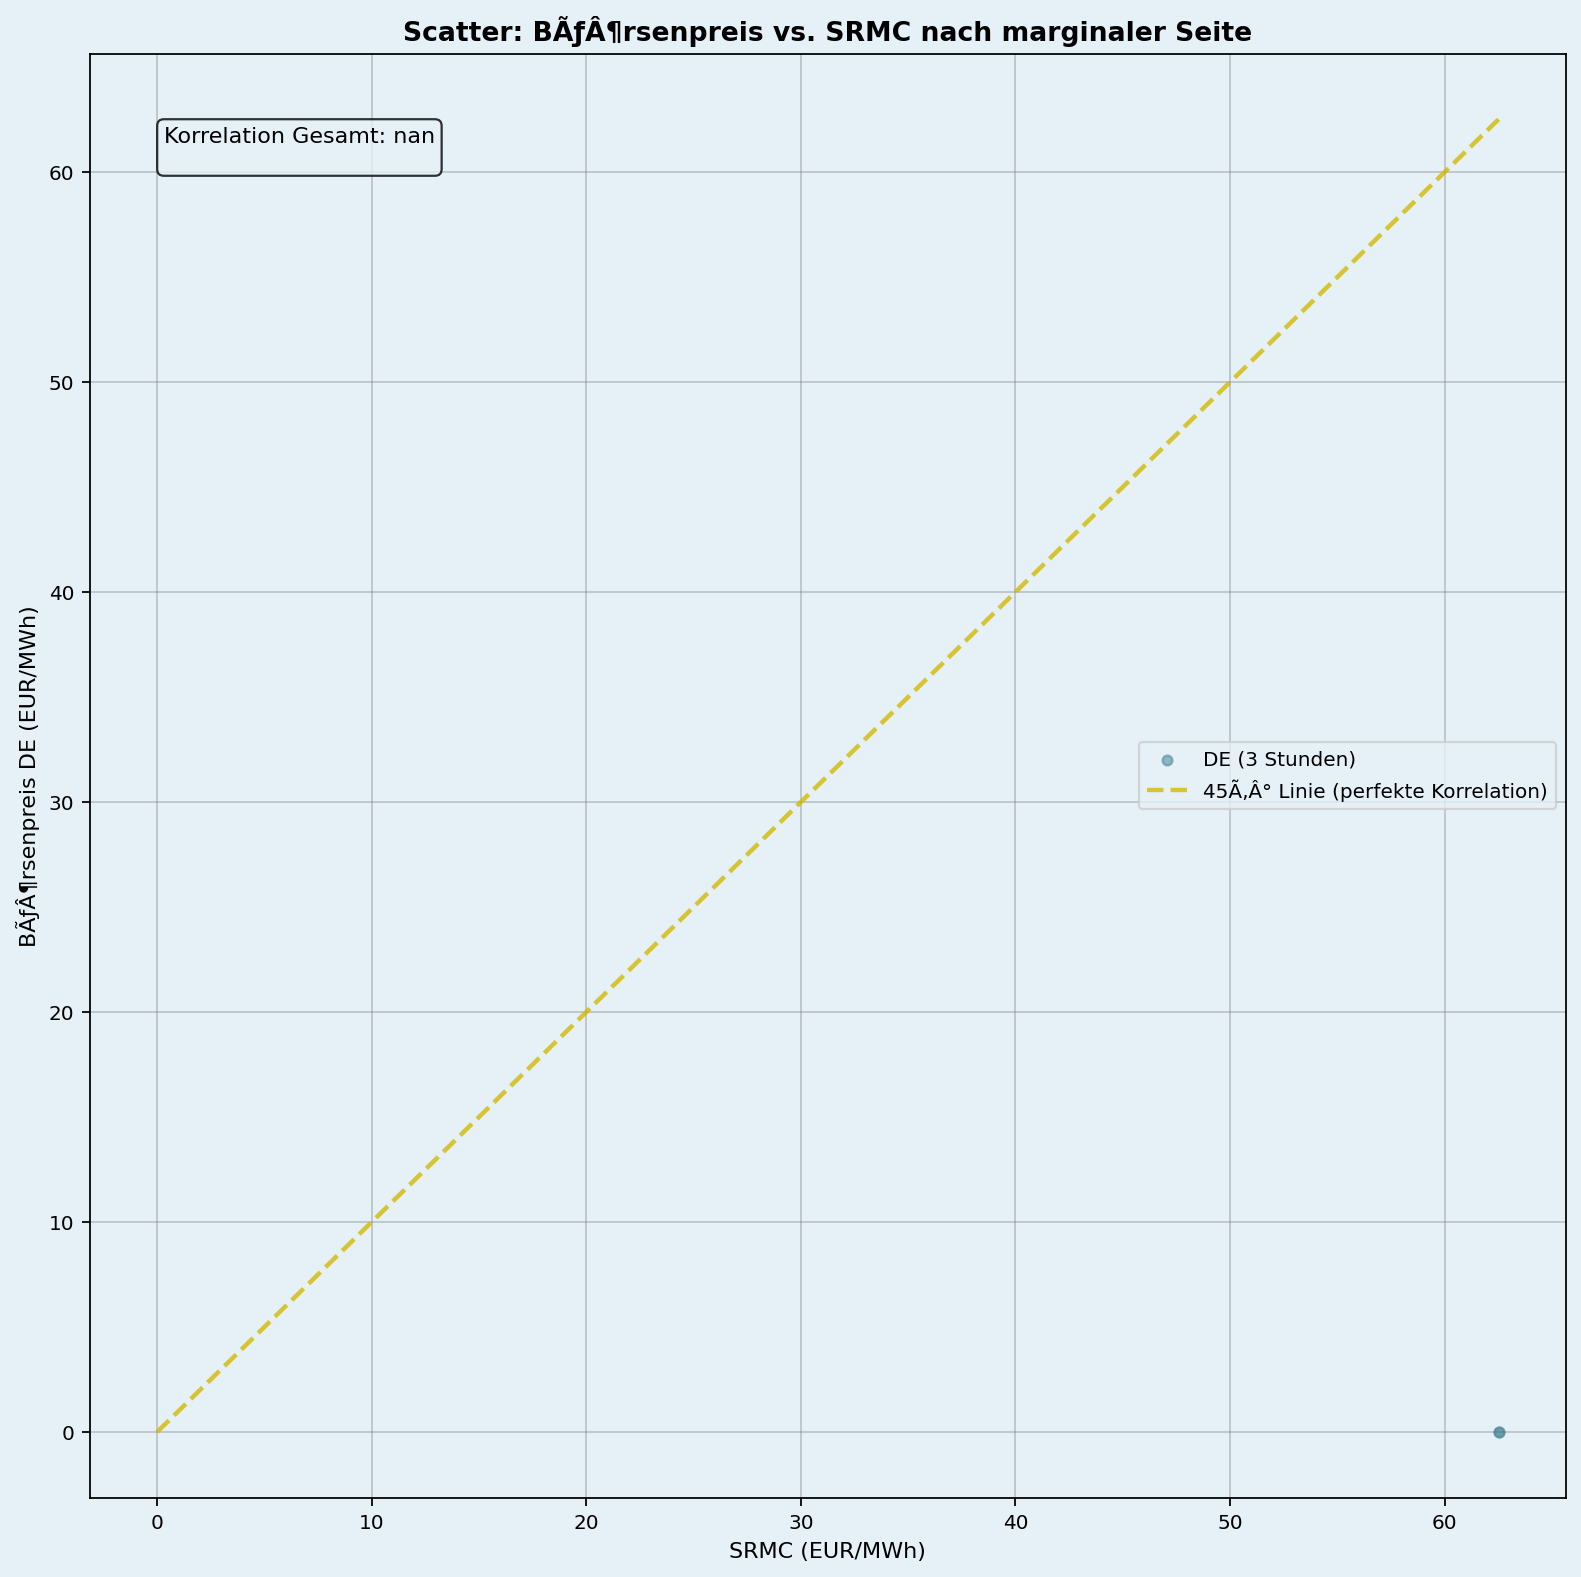 Scatter: BÃƒÂ¶rsenpreis vs. SRMC nach marginaler Seite
Korrelation Gesamt: nan
BÃƒÂ¶rsenpreis DE (EUR/MWh)
60
50
40
30
20
10
0
DE (3 Stunden)
45Ã‚Â° Linie (perfekte Korrelation)
0 10 20 30 40 50 60
SRMC (EUR/MWh)